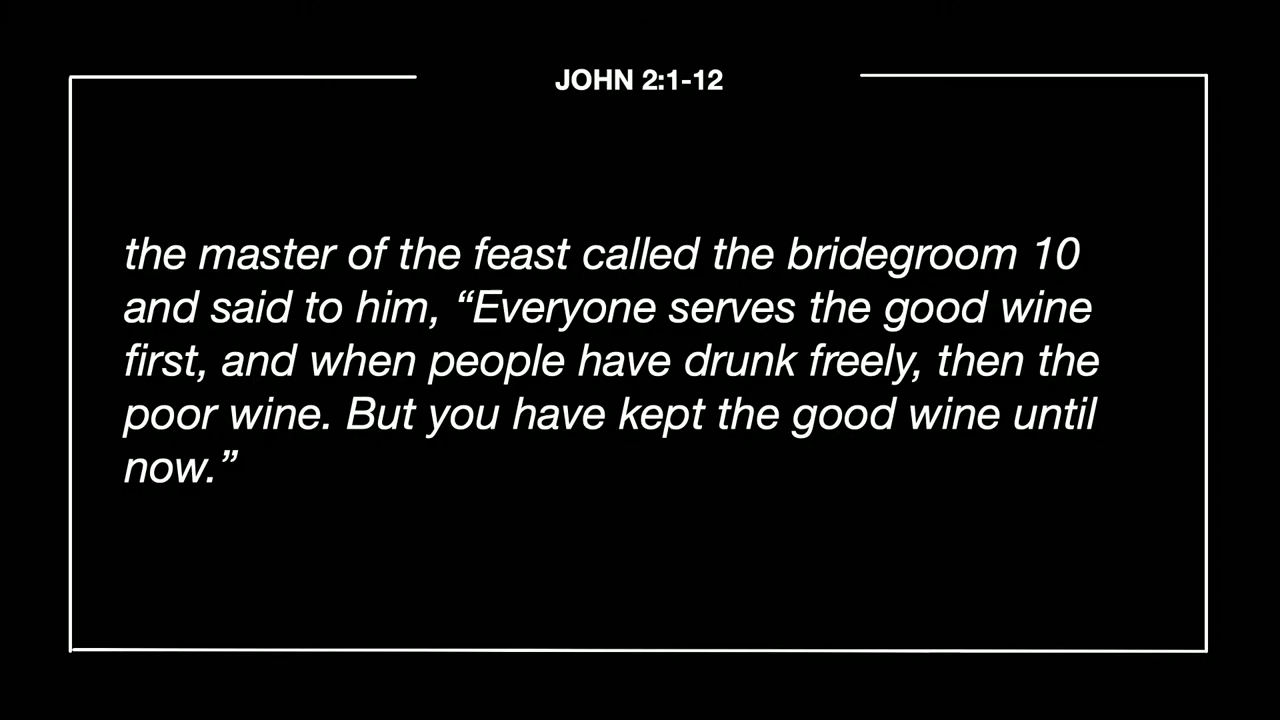 JOHN 2:1-12
the master of the feast called the bridegroom 10
and said to him, “Everyone serves the good wine
first, and when people have drunk freely, then the
poor wine. But you have kept the good wine until
now.”